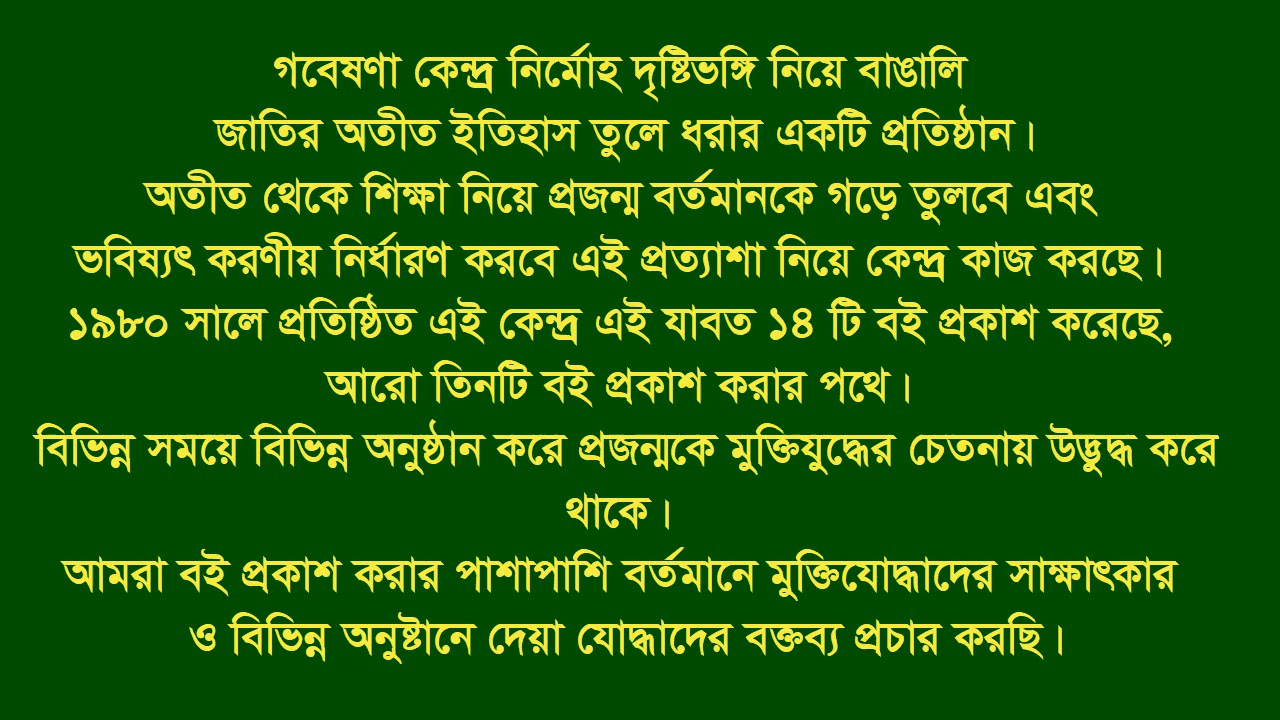 গবেষণা কেন্দ্র নির্মোহ দৃষ্টিভঙ্গি নিয়ে বাঙালি
জাতির অতীত ইতিহাস তুলে ধরার একটি প্রতিষ্ঠান।
অতীত থেকে শিক্ষা নিয়ে প্রজন্ম বর্তমানকে গড়ে তুলবে এবং
ভবিষ্যৎ করণীয় নির্ধারণ করবে এই প্রত্যাশা নিয়ে কেন্দ্র কাজ করছে।
১৯৮০ সালে প্রতিষ্ঠিত এই কেন্দ্র এই যাবত ১৪ টি বই প্রকাশ করেছে,
আরো তিনটি বই প্রকাশ করার পথে।
বিভিন্ন সময়ে বিভিন্ন অনুষ্ঠান করে প্রজন্মকে মুক্তিযুদ্ধের চেতনায় উদ্ভুদ্ধ করে
থাকে।
আমরা বই প্রকাশ করার পাশাপাশি বর্তমানে মুক্তিযোদ্ধাদের সাক্ষাৎকার
ও বিভিন্ন অনুষ্টানে দেয়া যোদ্ধাদের বক্তব্য প্রচার করছি।